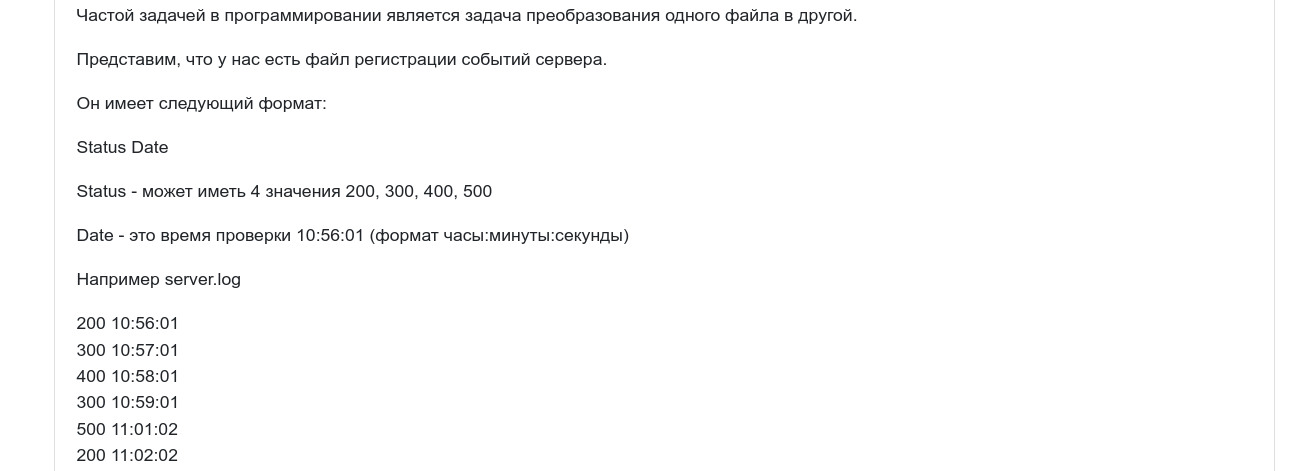 Частой задачей в программировании является задача преобразования одного файла в другой.
Представим, что у нас есть файл регистрации событий сервера.
Он имеет следующий формат:
Status Date
Status - может иметь 4 значения 200, 300, 400, 500
Date - это время проверки 10:56:01 (формат часы:минуты:секунды)
Например server.log
200 10:56:01
300 10:57:01
400 10:58:01
300 10:59:01
500 11:01:02
200 11:02:02